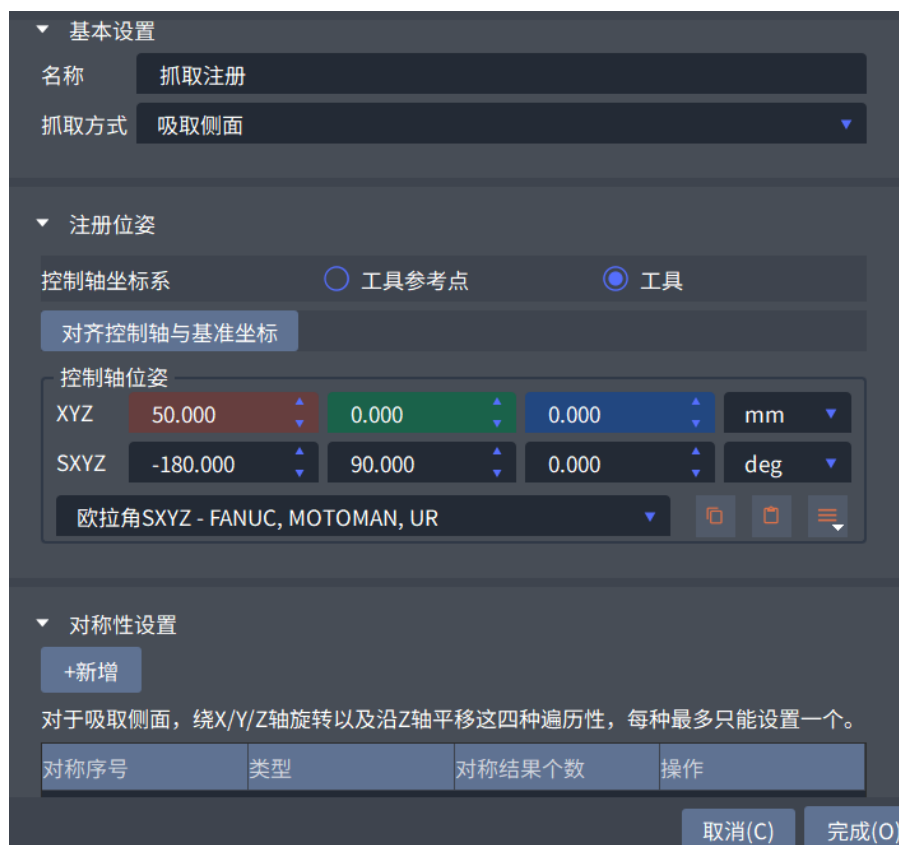 基本设置
名称 抓取注册
抓取方式 吸取侧面
注册位姿
控制轴坐标系 工具参考点 工具
对齐控制轴与基准坐标
控制轴位姿
XYZ 50.000 0.000 0.000 mm
SXYZ -180.000 90.000 0.000 deg
欧拉角SXYZ - FANUC, MOTOMAN, UR
对称性设置
+新增
对于吸取侧面，绕X/Y/Z轴旋转以及沿Z轴平移这四种遍历性，每种最多只能设置一个。
对称序号 类型 对称结果个数 操作
取消(C) 完成(O)